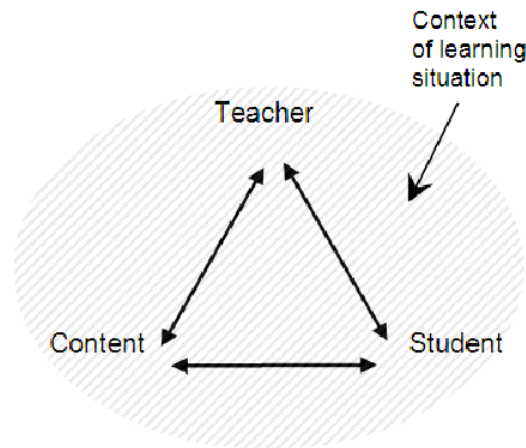 Context
of learning
situation
Teacher
Content
Student